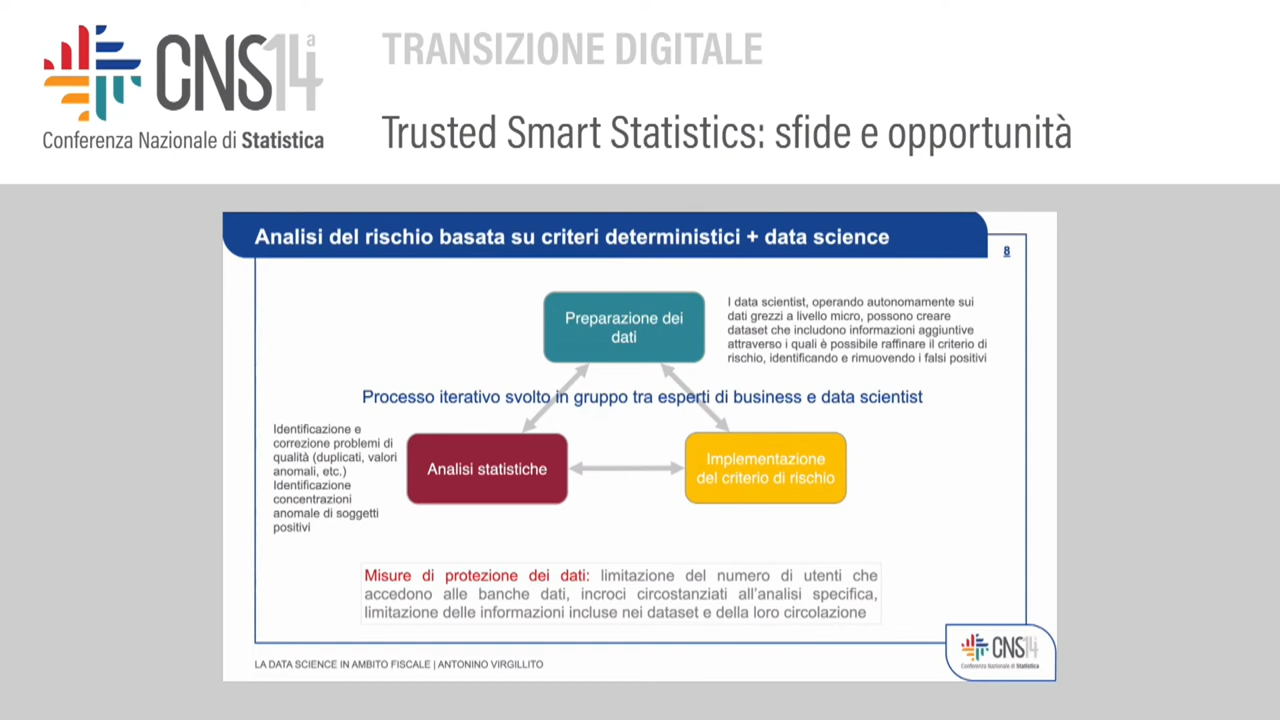 CNS14a
Conferenza Nazionale di Statistica
TRANSIZIONE DIGITALE
Trusted Smart Statistics: sfide e opportunità
Analisi del rischio basata su criteri deterministici + data science
8
Preparazione dei
dati
I data scientist, operando autonomamente sui
dati grezzi a livello micro, possono creare
dataset che includono informazioni aggiuntive
attraverso i quali è possibile raffinare il criterio di
rischio, identificando e rimuovendo i falsi positivi
Processo iterativo svolto in gruppo tra esperti di business e data scientist
Identificazione e
correzione problemi di
qualità (duplicati, valori
anomali, etc.)
Identificazione
concentrazioni
anomale di soggetti
positivi
Analisi statistiche
Implementazione
del criterio di rischio
Misure di protezione dei dati: limitazione del numero di utenti che
accedono alle banche dati, incroci circostanziati all'analisi specifica,
limitazione delle informazioni incluse nei dataset e della loro circolazione
LA DATA SCIENCE IN AMBITO FISCALE | ANTONINO VIRGILLITO
CNS14
Conferenza Nazionale di Statistica